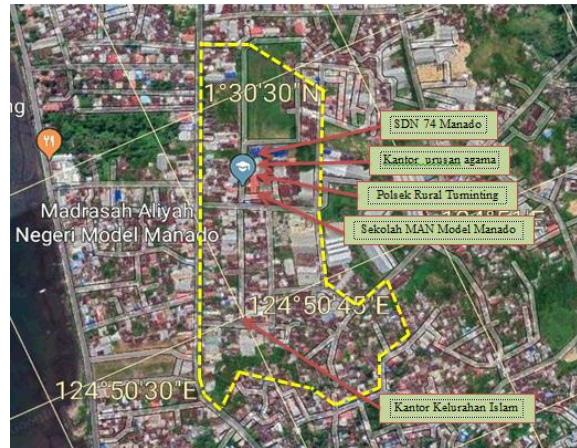 1°30'30"N
ng
SDN 74 Manado
Kantor urusan agama
Polsek Rural Tuminting
Madrasah Aliyah
Negeri Model Manado
Sekolah MAN Model Manado
124°50'45"E
124°50'30"E
Kantor Kelurahan Islam